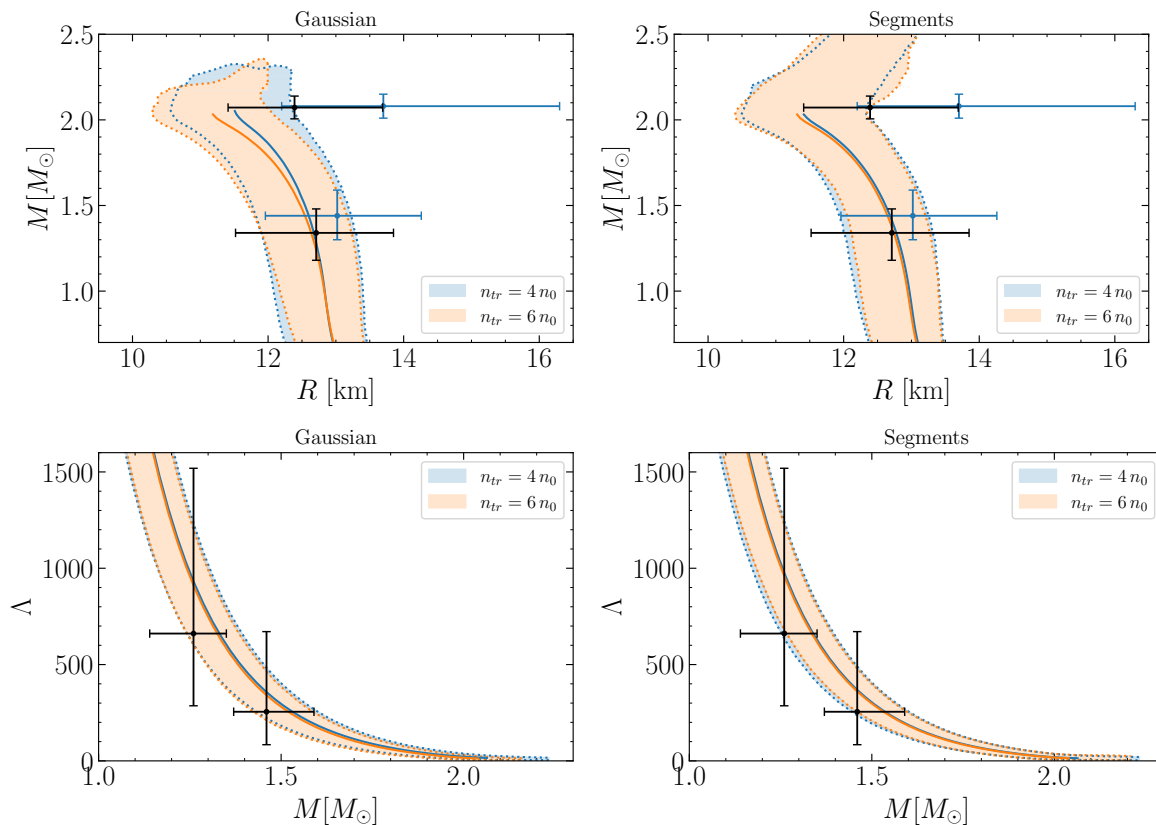 Gaussian
2.5
2.0
1.5
1.0
M[M⊙]
10
12
14
16
R [km]
n_tr = 4 n_0
n_tr = 6 n_0
Segments
2.5
2.0
1.5
1.0
M[M⊙]
10
12
14
16
R [km]
n_tr = 4 n_0
n_tr = 6 n_0
Gaussian
1500
1000
500
0
Λ
1.0
1.5
2.0
M[M⊙]
n_tr = 4 n_0
n_tr = 6 n_0
Segments
1500
1000
500
0
Λ
1.0
1.5
2.0
M[M⊙]
n_tr = 4 n_0
n_tr = 6 n_0